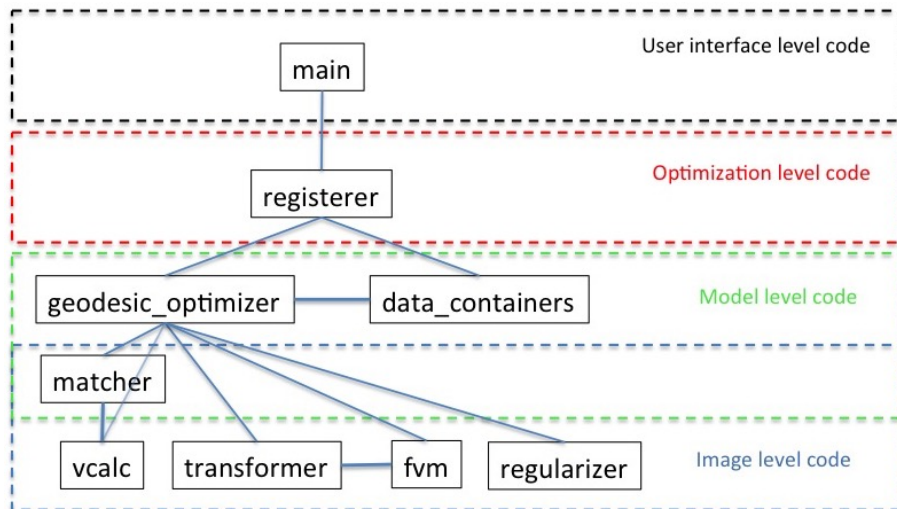 User interface level code
main
Optimization level code
registerer
geodesic_optimizer
data_containers
Model level code
matcher
vcalc
transformer
fvm
regularizer
Image level code